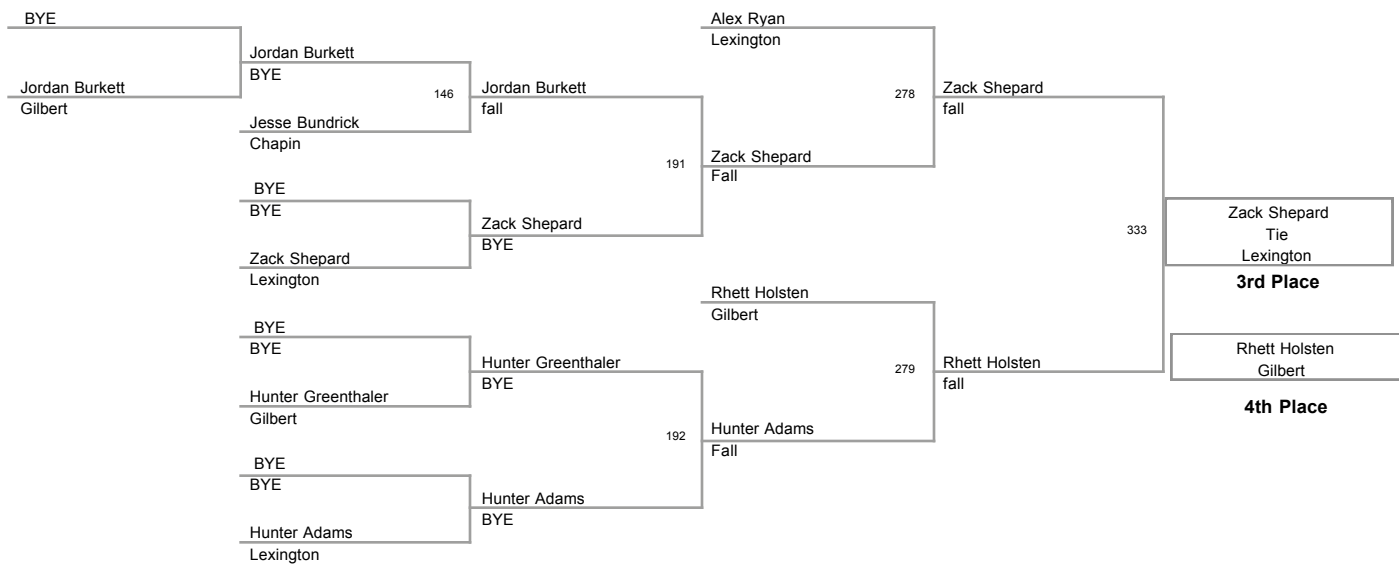 BYE
Jordan Burkett
Gilbert
Jordan Burkett
BYE
146
Jesse Bundrick
Chapin
BYE
BYE
Zack Shepard
Lexington
BYE
BYE
Hunter Greenthaler
Gilbert
BYE
BYE
Hunter Adams
Lexington
Jordan Burkett
fall
191
Zack Shepard
BYE
Hunter Greenthaler
BYE
192
Hunter Adams
BYE
Alex Ryan
Lexington
278
Zack Shepard
Fall
Rhett Holsten
Gilbert
279
Hunter Adams
Fall
Zack Shepard
fall
333
Rhett Holsten
fall
Zack Shepard
Tie
Lexington
3rd Place
Rhett Holsten
Gilbert
4th Place